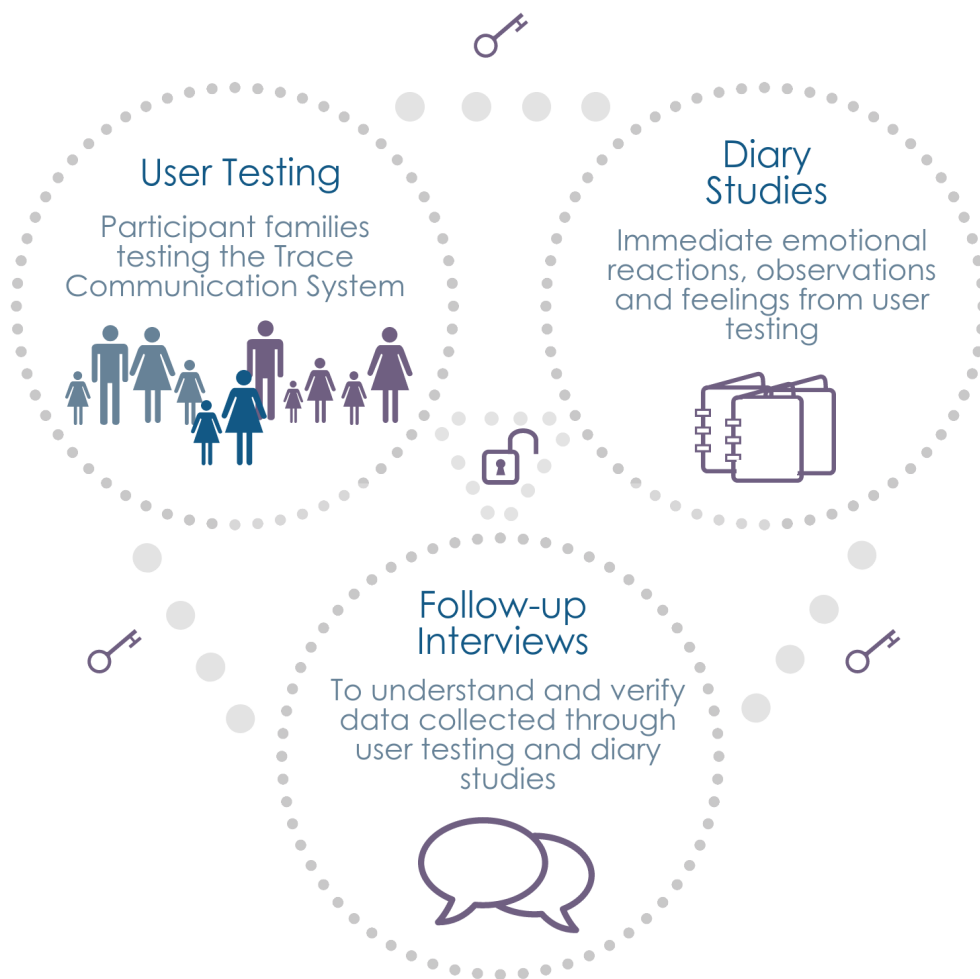 User Testing
Participant families
testing the Trace
Communication System
Diary
Studies
Immediate emotional
reactions, observations
and feelings from user
testing
Follow-up
Interviews
To understand and verify
data collected through
user testing and diary
studies